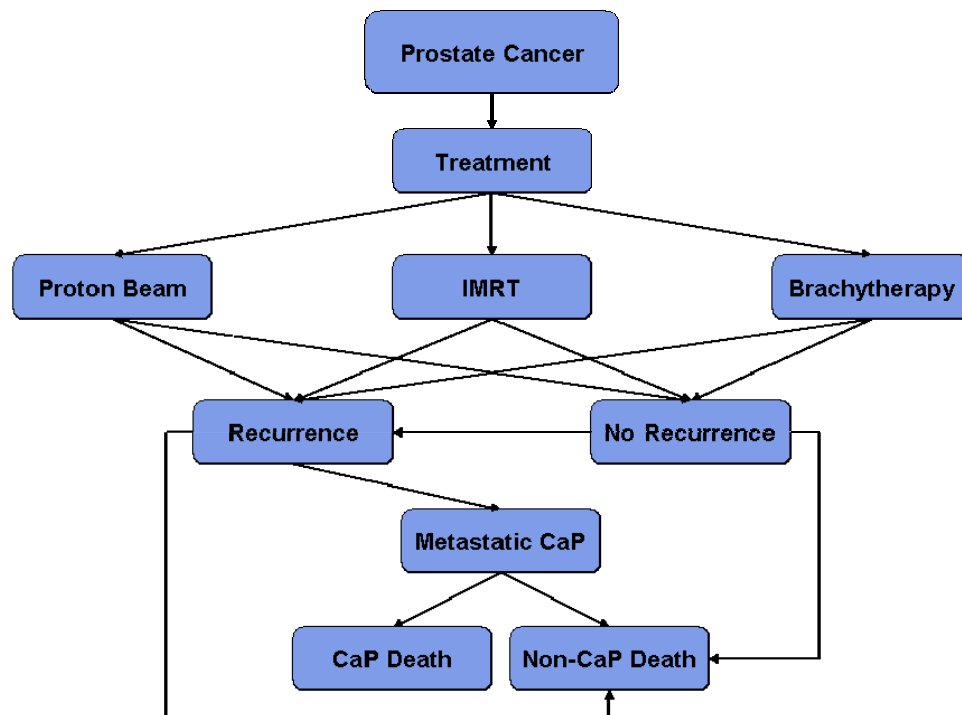 Prostate Cancer
Treatment
Proton Beam
IMRT
Brachytherapy
Recurrence
No Recurrence
Metastatic CaP
CaP Death
Non-CaP Death